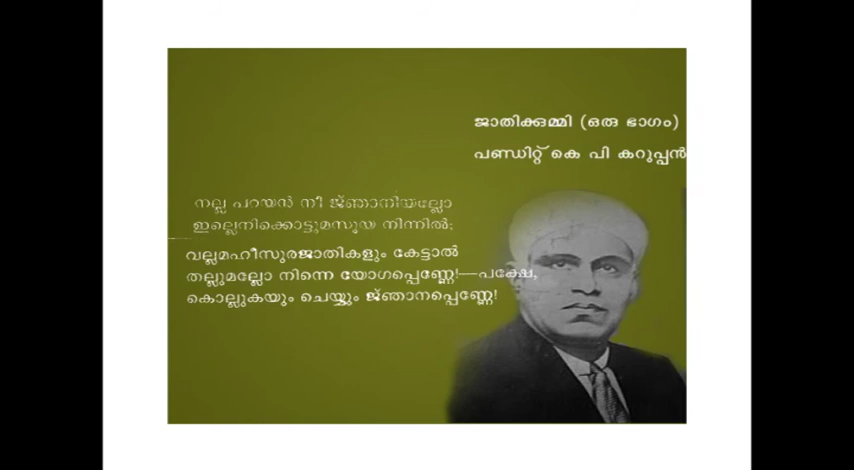 ജാതിക്കുമ്മി (ഒരു ഭാഗം)
പണ്ഡിറ്റ് കെ പി കറുപ്പൻ
നല്ല പറയൻ നീ ജ്ഞാനിയല്ലോ
ഇല്ലെനിക്കൊട്ടുമസൂയ നിന്നിൽ;
വല്ലമഹീസുരജാതികളും കേട്ടാൽ
തല്ലുമല്ലോ നിന്നെ യോഗപ്പെണ്ണേ!—പക്ഷേ,
കൊല്ലുകയും ചെയ്യും ജ്ഞാനപ്പെണ്ണേ!